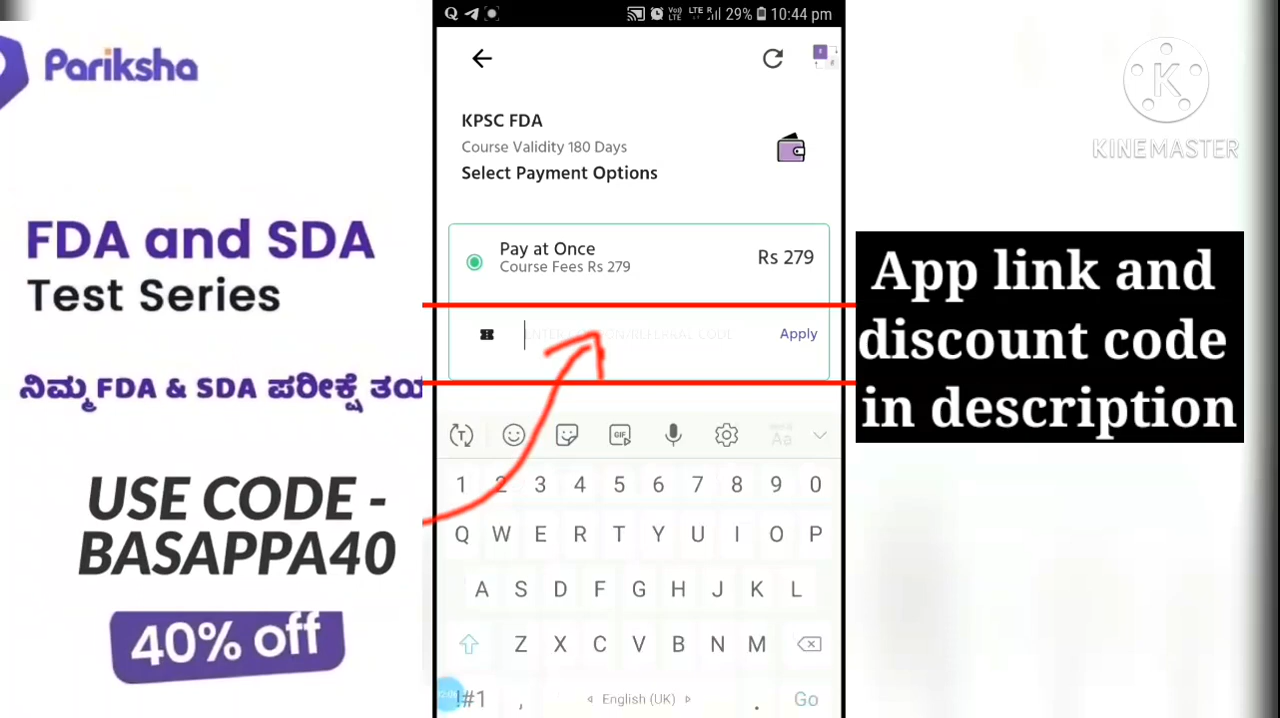 Pariksha
FDA and SDA
Test Series
ನಿಮ್ಮ FDA & SDA ಪರೀಕ್ಷೆ
USE CODE -
BASAPPA40
40% off
29% 10:44 pm
KPSC FDA
Course Validity 180 Days
Select Payment Options
Pay at Once
Course Fees Rs 279
Rs 279
Apply
GIF
1 2 3 4 5 6 7 8 9 0
Q W E R T Y U I O P
A S D F G H J K L
Z X C V B N M
!#1 , English (UK) . Go
K
KINEMASTER
App link and
discount code
in description